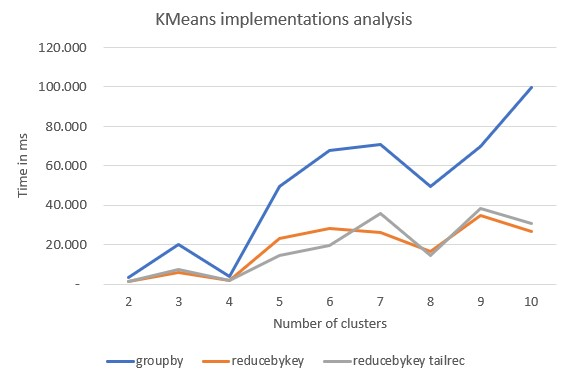 KMeans implementations analysis
120.000
100.000
80.000
60.000
40.000
20.000
-
Time in ms
2 3 4 5 6 7 8 9 10
Number of clusters
groupby reducebykey reducebykey tailrec